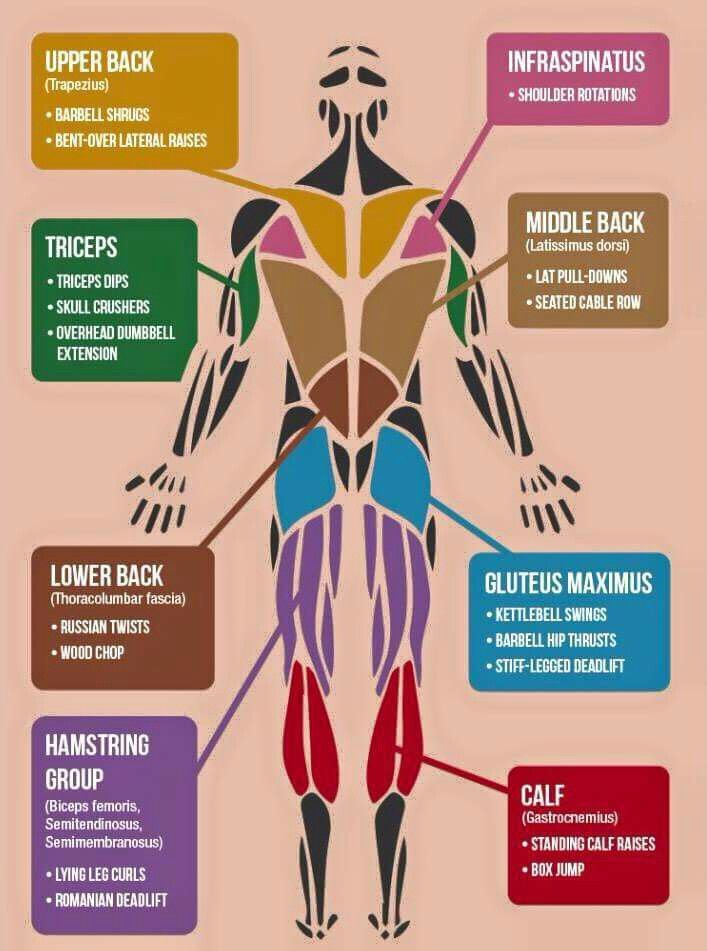 UPPER BACK
(Trapezius)
• BARBELL SHRUGS
• BENT-OVER LATERAL RAISES
INFRASPINATUS
• SHOULDER ROTATIONS
TRICEPS
• TRICEPS DIPS
• SKULL CRUSHERS
• OVERHEAD DUMBBELL
EXTENSION
MIDDLE BACK
(Latissimus dorsi)
• LAT PULL-DOWNS
• SEATED CABLE ROW
LOWER BACK
(Thoracolumbar fascia)
• RUSSIAN TWISTS
• WOOD CHOP
GLUTEUS MAXIMUS
• KETTLEBELL SWINGS
• BARBELL HIP THRUSTS
• STIFF-LEGGED DEADLIFT
HAMSTRING
GROUP
(Biceps femoris,
Semitendinosus,
Semimembranosus)
• LYING LEG CURLS
• ROMANIAN DEADLIFT
CALF
(Gastrocnemius)
• STANDING CALF RAISES
• BOX JUMP